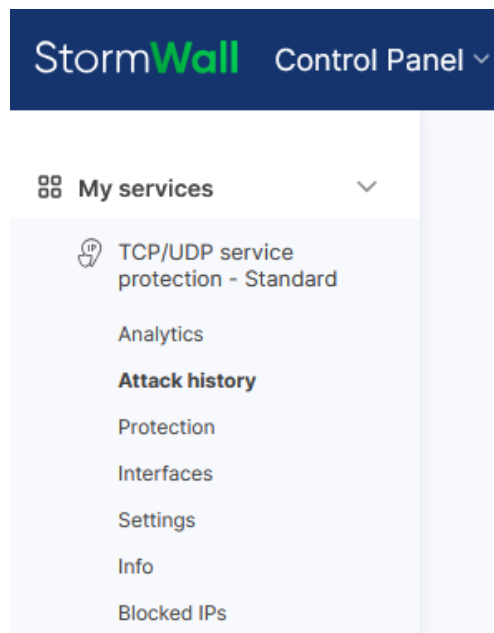 StormWall Control Panel
My services
IP
TCP/UDP service
protection - Standard
Analytics
Attack history
Protection
Interfaces
Settings
Info
Blocked IPs